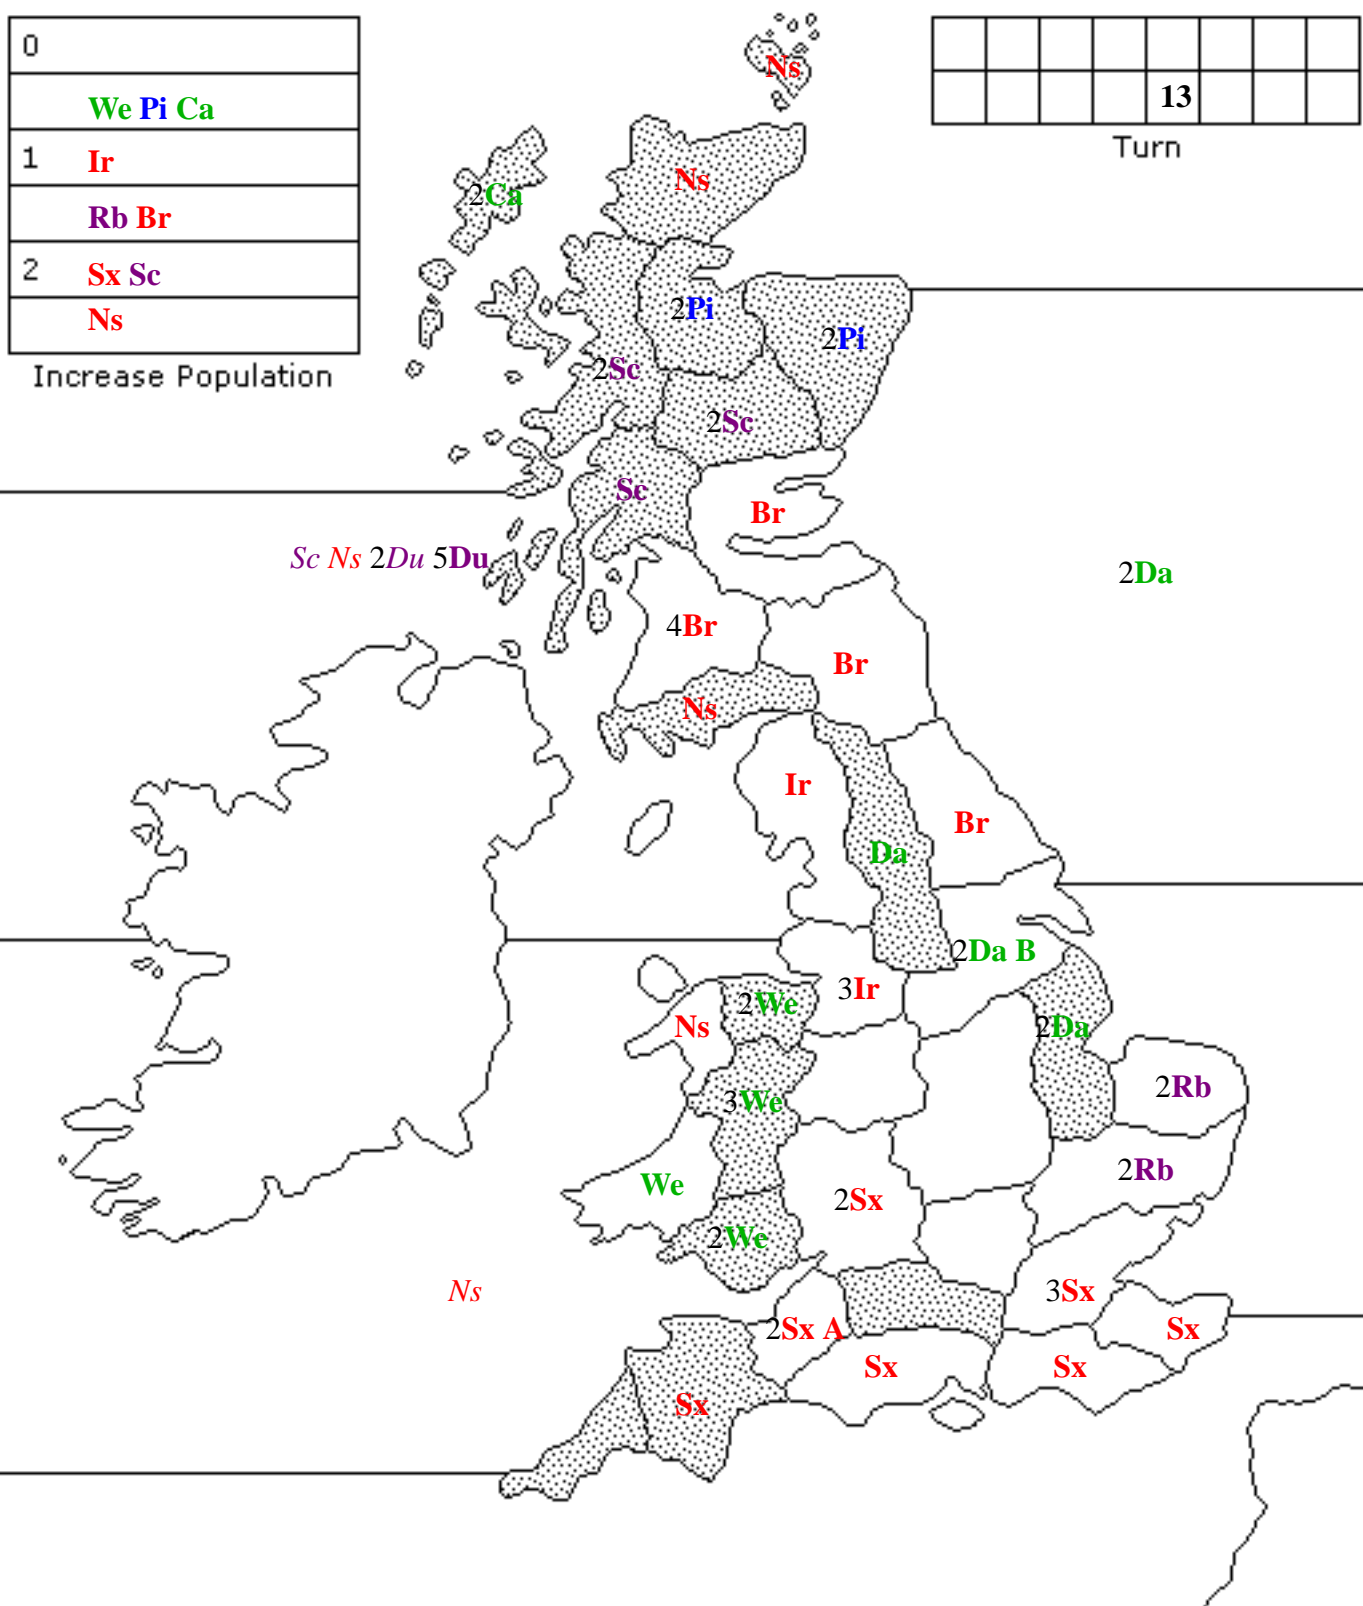 0
We Pi Ca
1 Ir
Rb Br
2 Sx Sc
Ns
Increase Population
13
Turn
Ns
Ns
2Ca
2Pi
2Pi
2Sc
2Sc
Sc
Br
Sc Ns 2Du 5Du
2Da
4Br
Br
Ns
Ir
Br
Da
2Da B
3Ir
2We
Ns
2Da
3We
2Rb
2Rb
We
2Sx
2We
Ns
3Sx
2Sx A
Sx
Sx
Sx
Sx